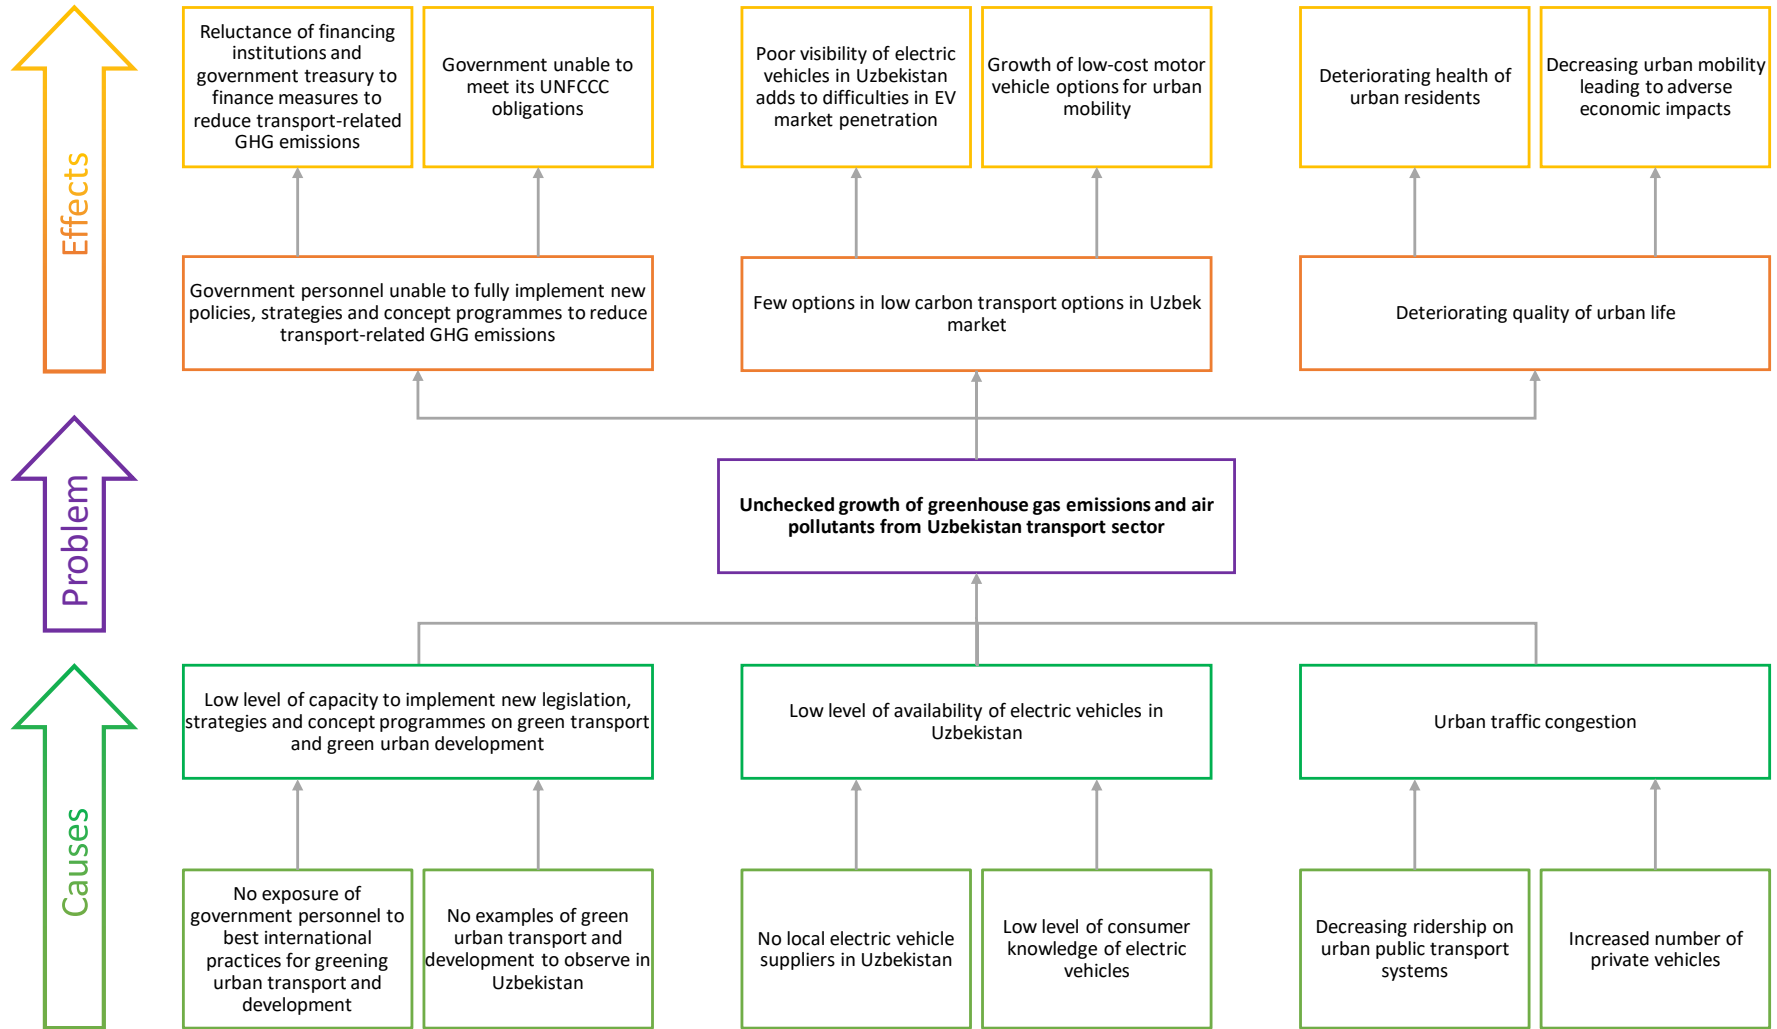 Effects
Reluctance of financing
institutions and
government treasury to
finance measures to
reduce transport-related
GHG emissions
Government unable to
meet its UNFCCC
obligations
Poor visibility of electric
vehicles in Uzbekistan
adds to difficulties in EV
market penetration
Growth of low-cost motor
vehicle options for urban
mobility
Deteriorating health of
urban residents
Decreasing urban mobility
leading to adverse
economic impacts
Government personnel unable to fully implement new
policies, strategies and concept programmes to reduce
transport-related GHG emissions
Few options in low carbon transport options in Uzbek
market
Deteriorating quality of urban life
Problem
Unchecked growth of greenhouse gas emissions and air
pollutants from Uzbekistan transport sector
Causes
Low level of capacity to implement new legislation,
strategies and concept programmes on green transport
and green urban development
Low level of availability of electric vehicles in
Uzbekistan
Urban traffic congestion
No exposure of
government personnel to
best international
practices for greening
urban transport and
development
No examples of green
urban transport and
development to observe in
Uzbekistan
No local electric vehicle
suppliers in Uzbekistan
Low level of consumer
knowledge of electric
vehicles
Decreasing ridership on
urban public transport
systems
Increased number of
private vehicles